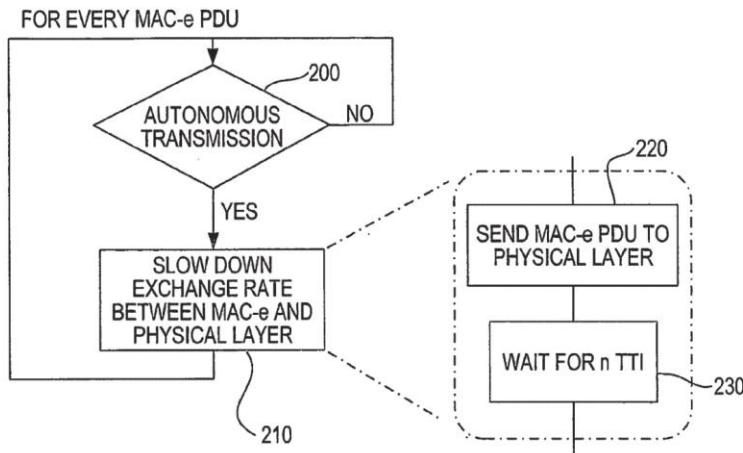 FOR EVERY MAC-e PDU
200
AUTONOMOUS
TRANSMISSION
NO
YES
SLOW DOWN
EXCHANGE RATE
BETWEEN MAC-e AND
PHYSICAL LAYER
210
220
SEND MAC-e PDU TO
PHYSICAL LAYER
WAIT FOR n TTI
230